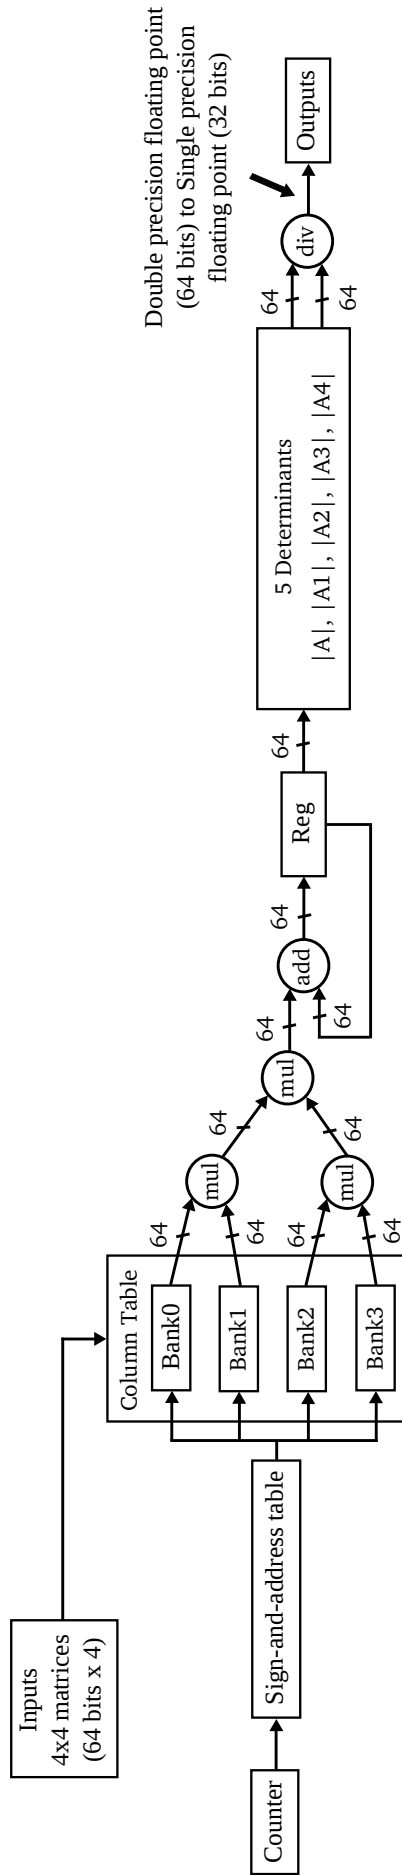 Inputs
4x4 matrices
(64 bits x 4)
Counter
Sign-and-address table
Column Table
Bank0
Bank1
Bank2
Bank3
64
64
64
64
mul
mul
64
64
mul
64
64
add
64
Reg
64
5 Determinants
|A|, |A1|, |A2|, |A3|, |A4|
64
64
div
Double precision floating point
(64 bits) to Single precision
floating point (32 bits)
Outputs